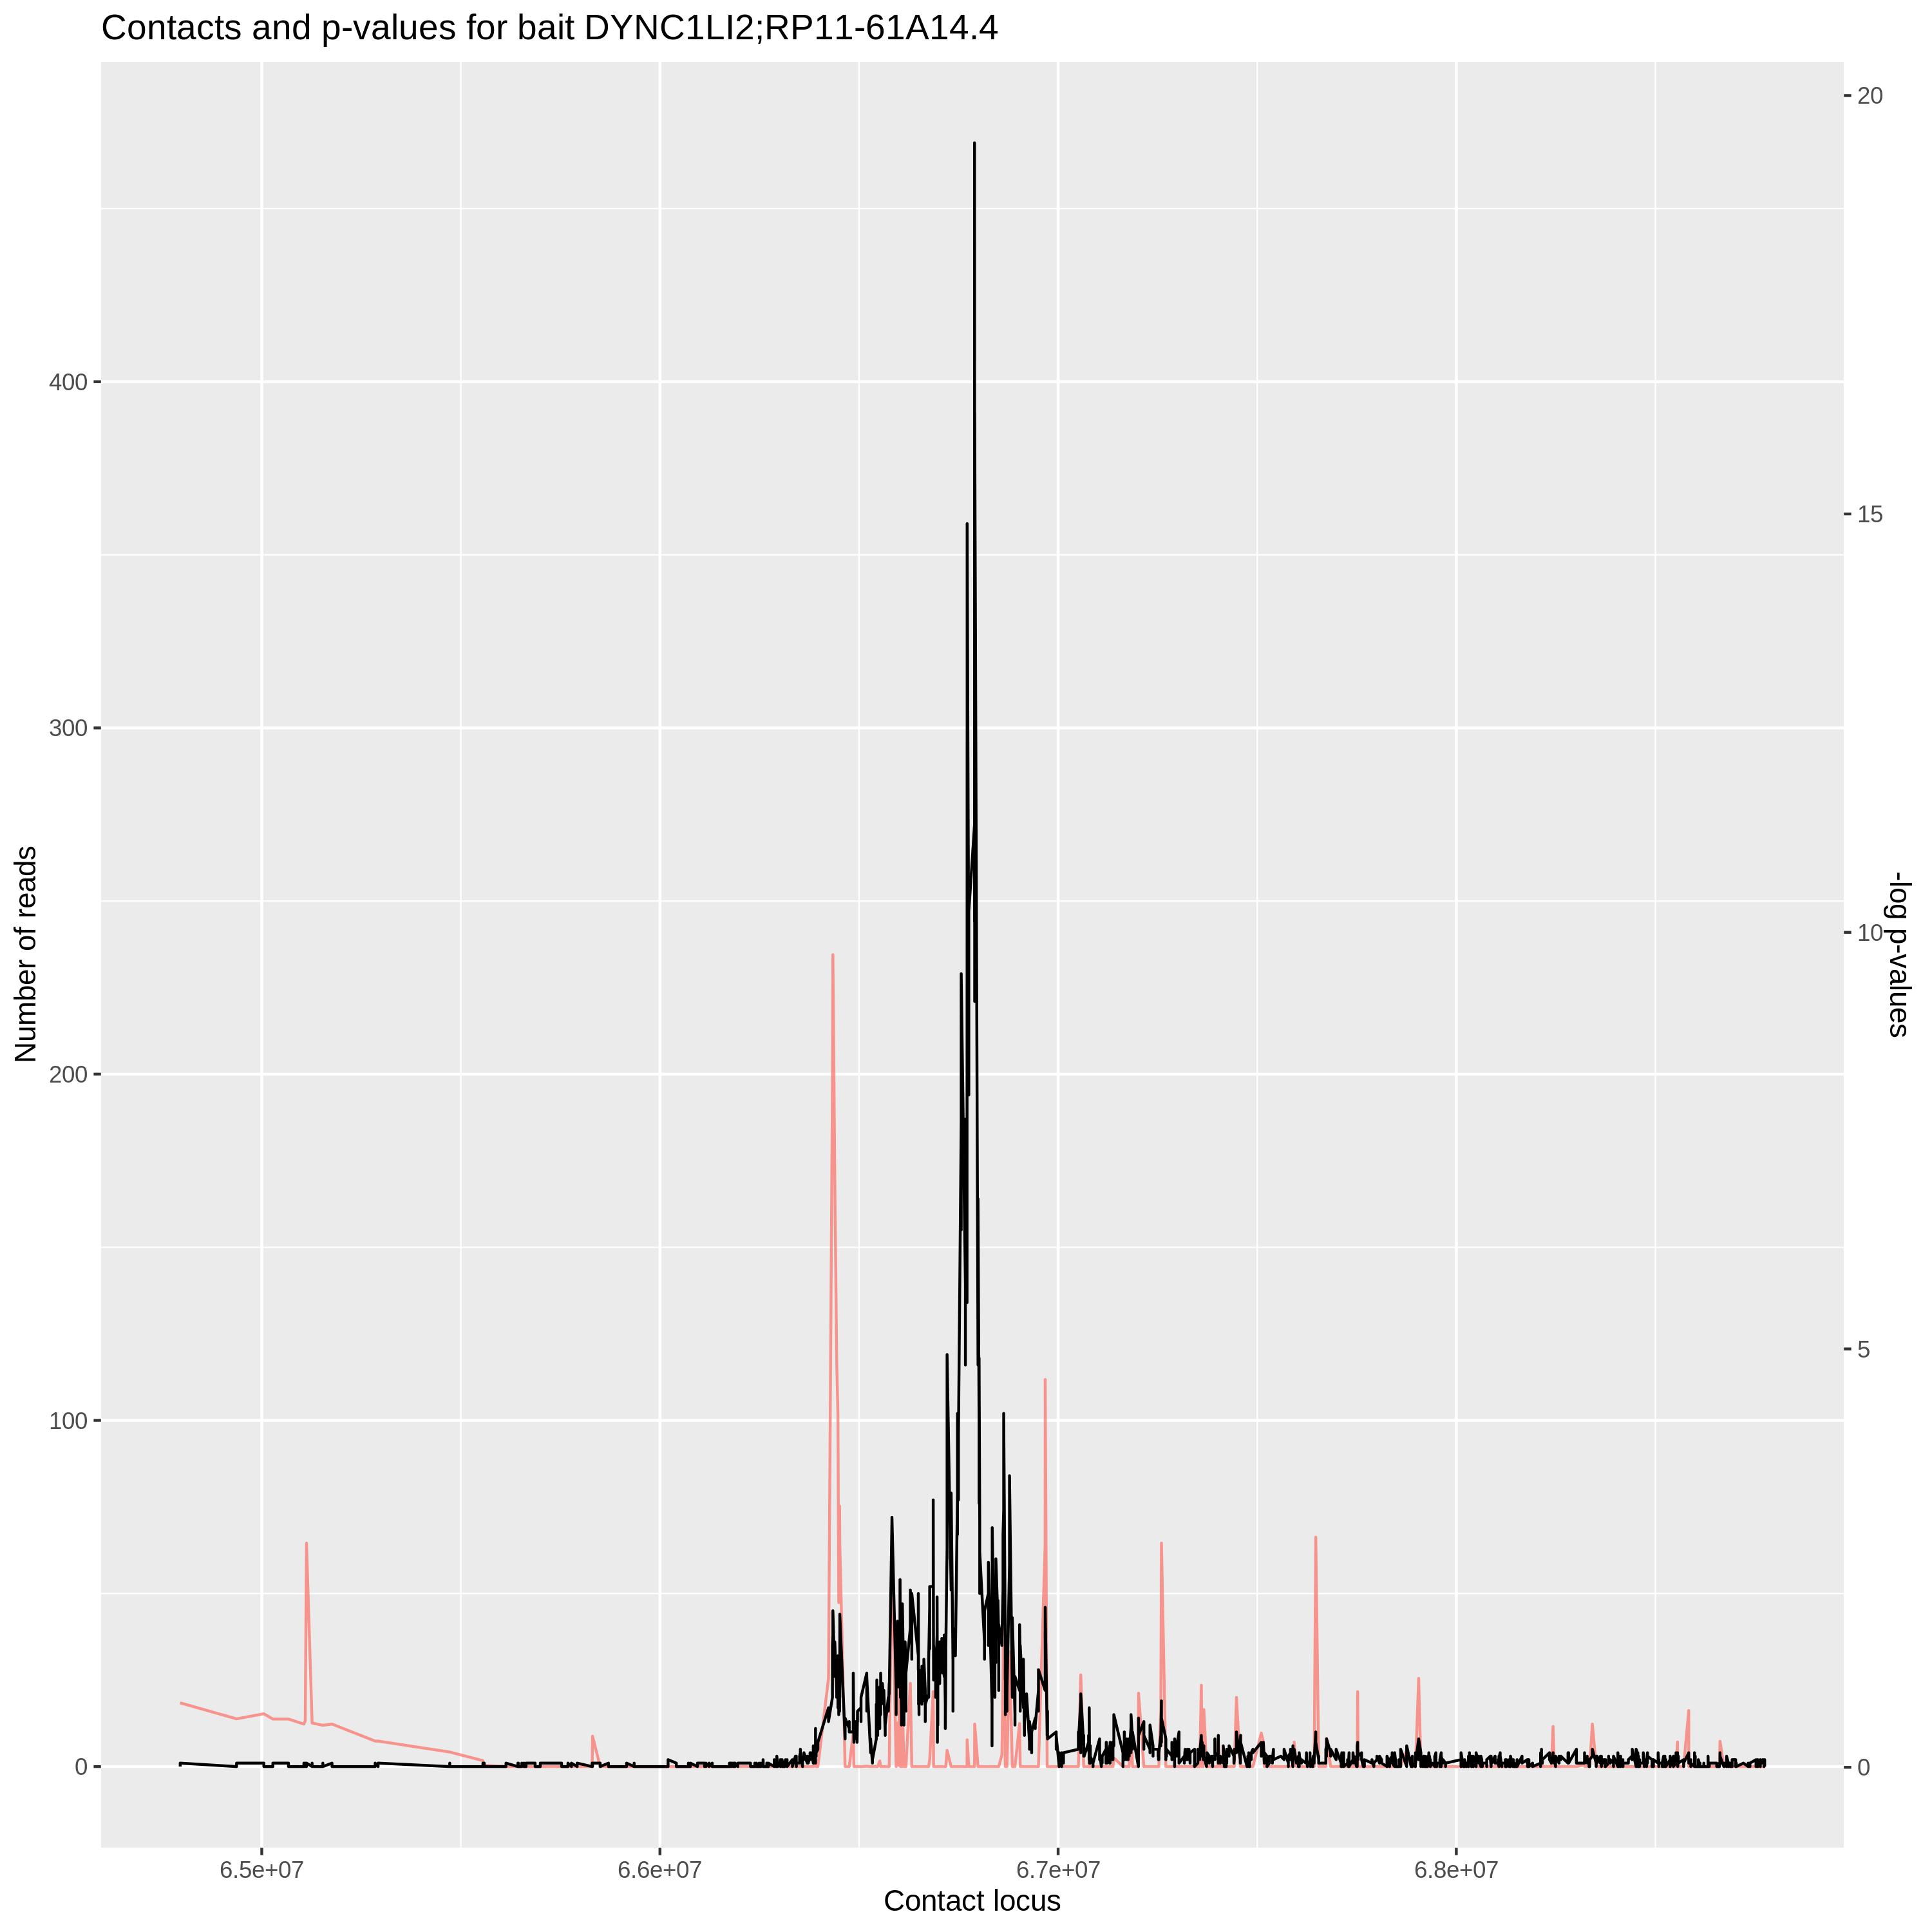 Contacts and p-values for bait DYNC1LI2;RP11-61A14.4
Number of reads
400
300
200
100
0
20
15
10
5
0
-log p-values
6.5e+07 6.6e+07 6.7e+07 6.8e+07
Contact locus